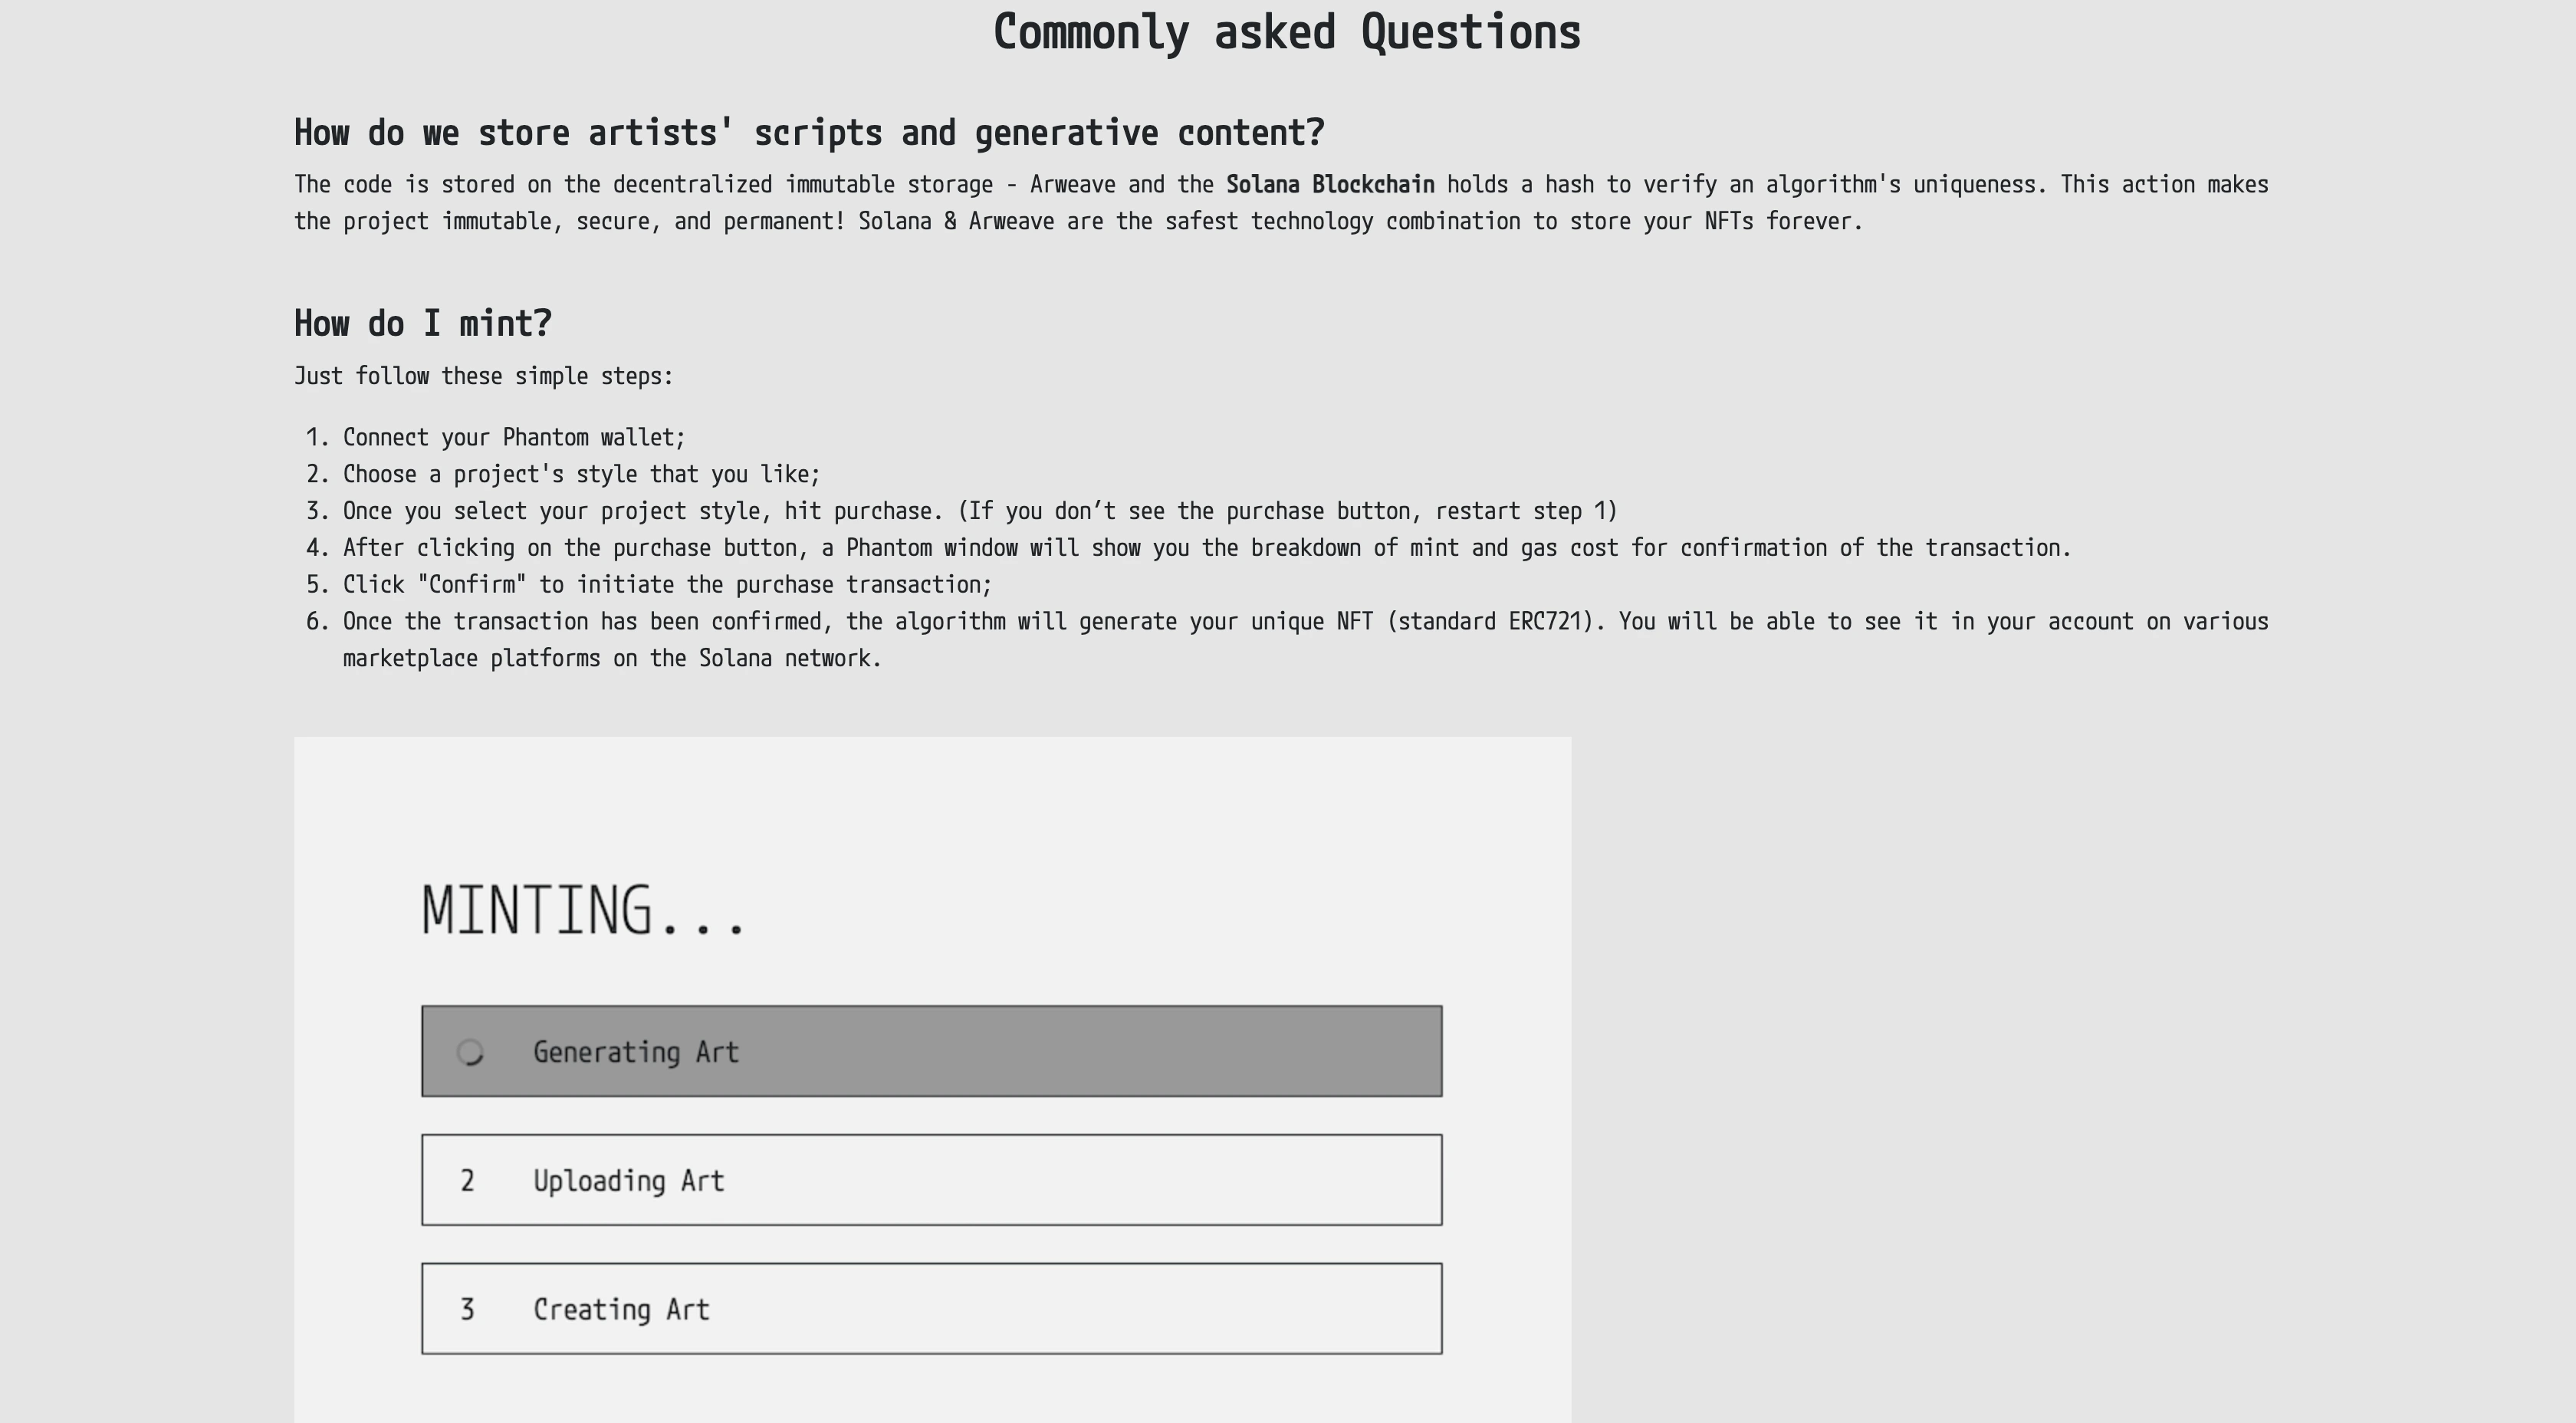 Commonly asked Questions
How do we store artists' scripts and generative content?
The code is stored on the decentralized immutable storage - Arweave and the Solana Blockchain holds a hash to verify an algorithm's uniqueness. This action makes
the project immutable, secure, and permanent! Solana & Arweave are the safest technology combination to store your NFTs forever.
How do I mint?
Just follow these simple steps:
1. Connect your Phantom wallet;
2. Choose a project's style that you like;
3. Once you select your project style, hit purchase. (If you don’t see the purchase button, restart step 1)
4. After clicking on the purchase button, a Phantom window will show you the breakdown of mint and gas cost for confirmation of the transaction.
5. Click "Confirm" to initiate the purchase transaction;
6. Once the transaction has been confirmed, the algorithm will generate your unique NFT (standard ERC721). You will be able to see it in your account on various
marketplace platforms on the Solana network.
MINTING...
Generating Art
2 Uploading Art
3 Creating Art